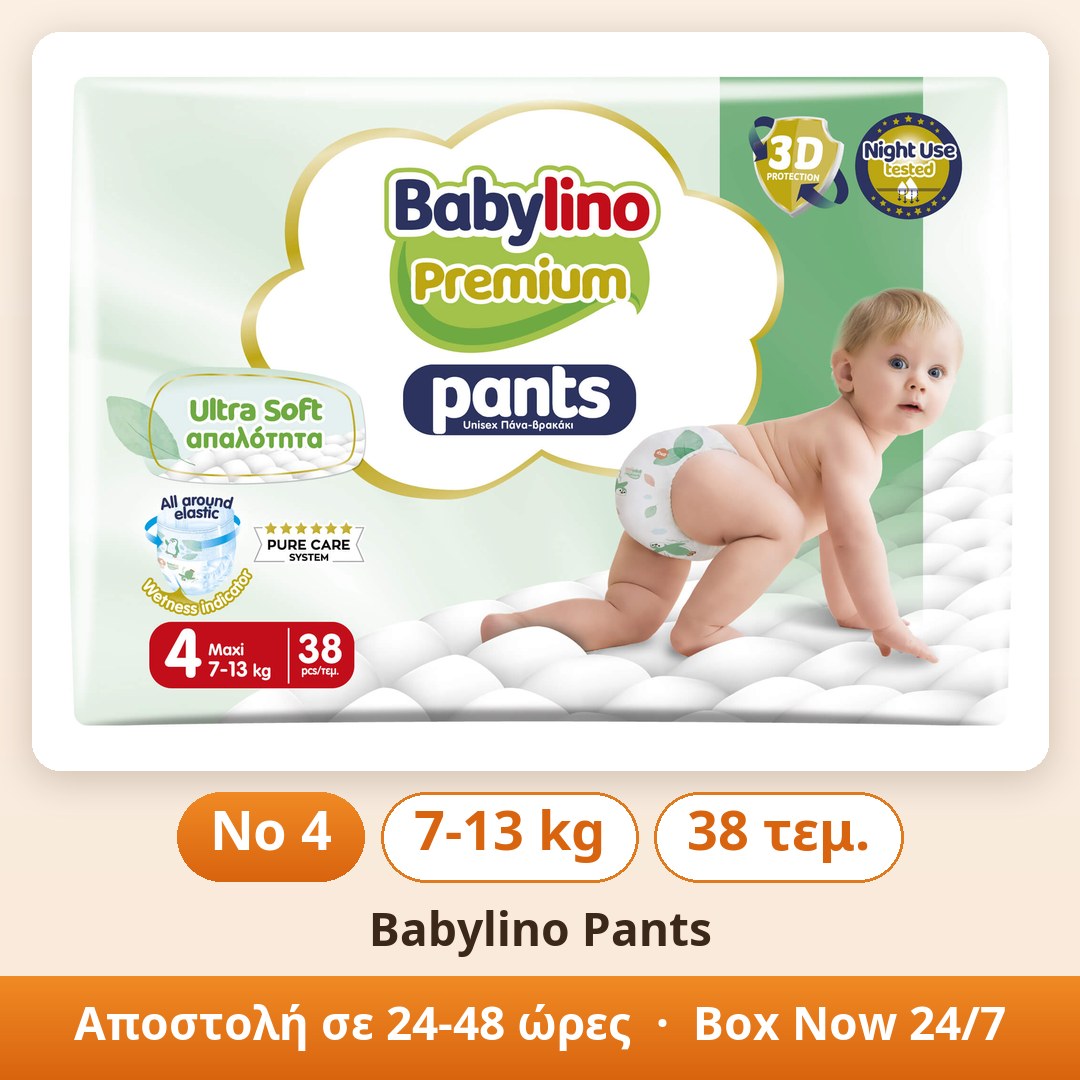 3D
PROTECTION
Night Use
tested
Babylino
Premium
pants
Unisex Πάνα-βρακάκι
Ultra Soft
απαλότητα
All around
elastic
PURE CARE
SYSTEM
Wetness indicator
4 Maxi
7-13 kg
38
pcs/τεμ.
No 4
7-13 kg
38 τεμ.
Babylino Pants
Αποστολή σε 24-48 ώρες · Box Now 24/7